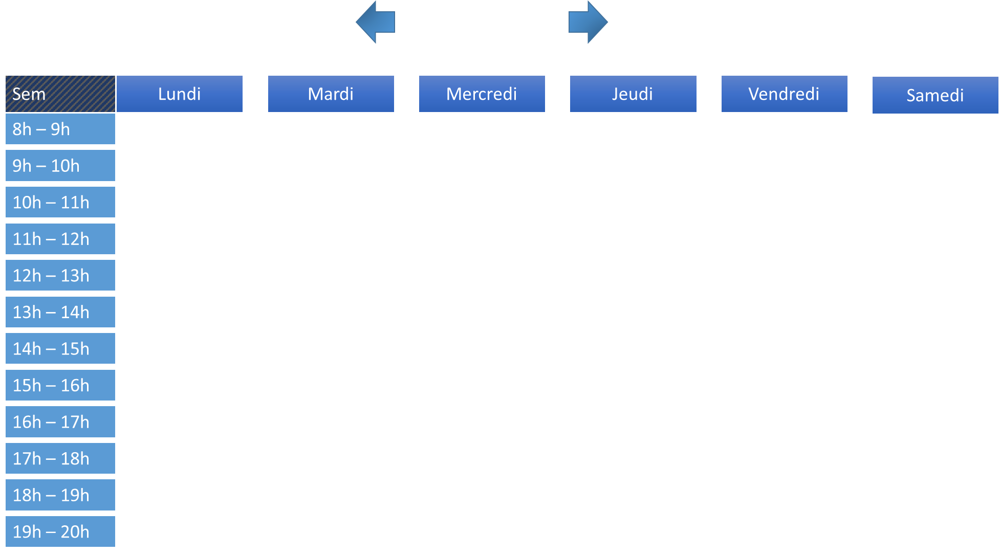 Sem
Lundi
Mardi
Mercredi
Jeudi
Vendredi
Samedi
8h – 9h
9h – 10h
10h – 11h
11h – 12h
12h – 13h
13h – 14h
14h – 15h
15h – 16h
16h – 17h
17h – 18h
18h – 19h
19h – 20h